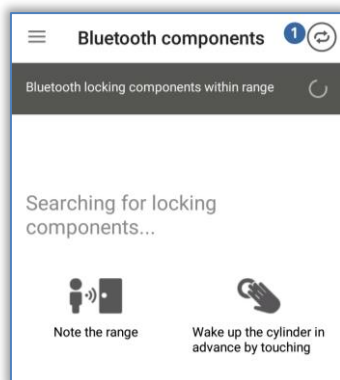 Bluetooth components
1
Bluetooth locking components within range
Searching for locking
components...
Note the range
Wake up the cylinder in
advance by touching